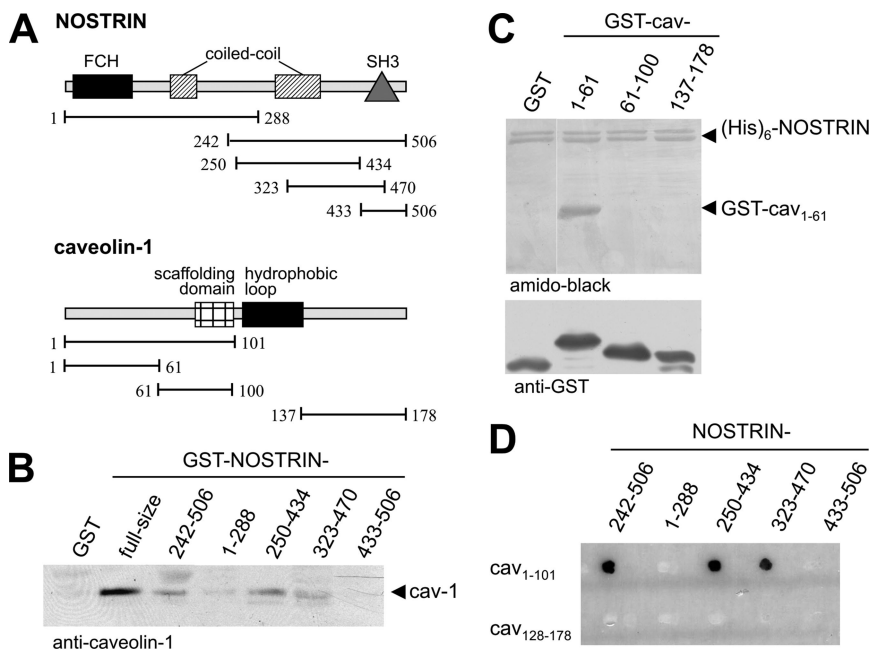 A
NOSTRIN
FCH
coiled-coil
SH3
1 288
242 506
250 434
323 470
433 506
caveolin-1
scaffolding domain
hydrophobic loop
1 101
1 61
61 100
137 178
B
GST-NOSTRIN-
GST
full-size
242-506
1-288
250-434
323-470
433-506
cav-1
anti-caveolin-1
C
GST-cav-
GST
1-61
61-100
137-178
(His)6-NOSTRIN
GST-cav1-61
amido-black
anti-GST
D
NOSTRIN-
242-506
1-288
250-434
323-470
433-506
cav1-101
cav128-178